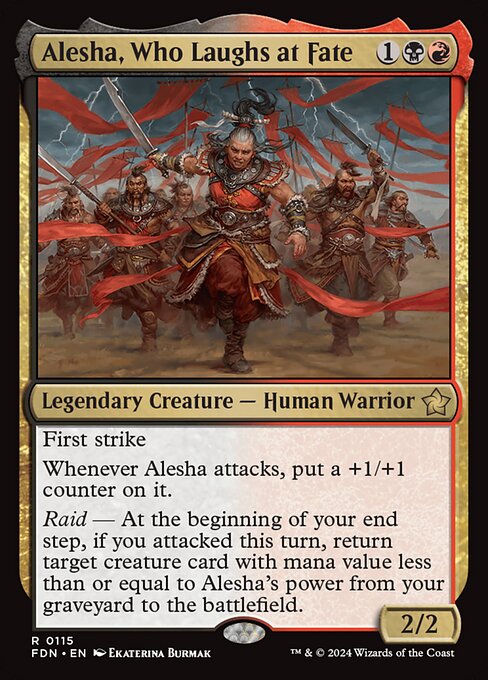 Alesha, Who Laughs at Fate 1
Legendary Creature — Human Warrior
First strike
Whenever Alesha attacks, put a +1/+1
counter on it.
Raid — At the beginning of your end
step, if you attacked this turn, return
target creature card with mana value less
than or equal to Alesha's power from your
graveyard to the battlefield.
2/2
R 0115
FDN • EN Ekaterina Burmak
™ & © 2024 Wizards of the Coast